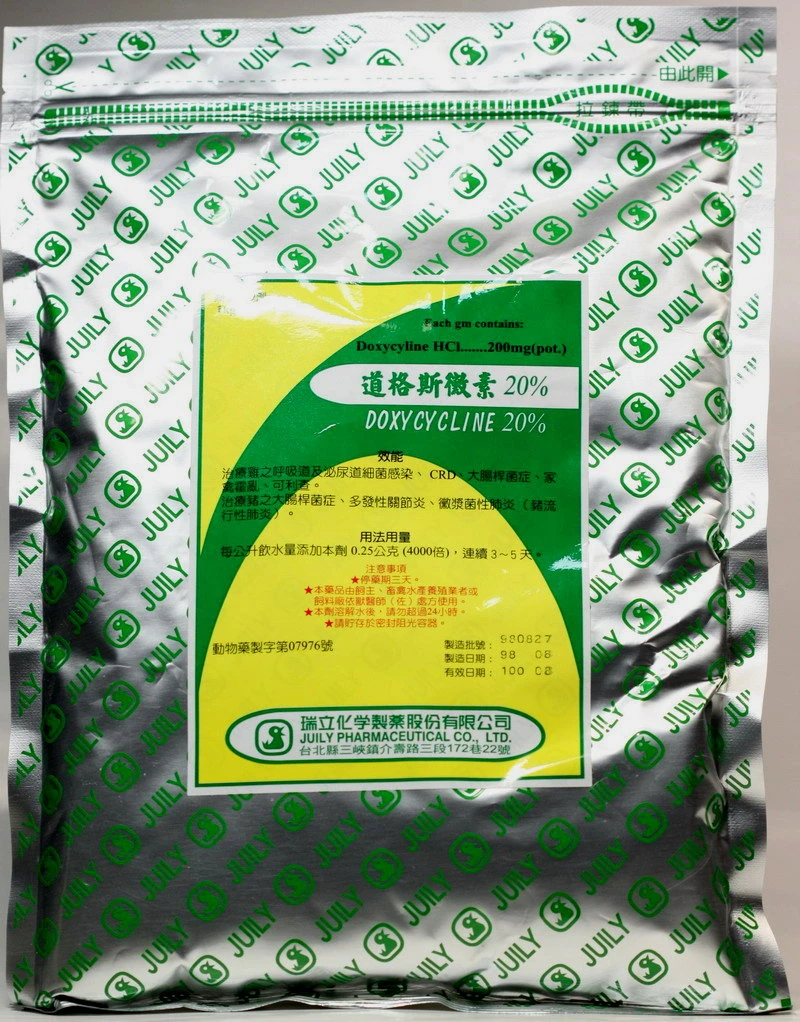 由此開
拉鍊帶
Each gm contains:
Doxycyline HCl.......200mg(pot.)
道格斯黴素 20%
DOXYCYCLINE 20%
效能
治療雞之呼吸道及泌尿道細菌感染、CRD、大腸桿菌症、家
禽霍亂、可利查。
治療豬之大腸桿菌症、多發性關節炎、黴漿菌性肺炎（豬流
行性肺炎）。
用法用量
每公升飲水量添加本劑 0.25公克 (4000倍)，連續 3~5 天。
注意事項
★停藥期三天。
★本藥品由飼主、畜禽水產養殖業者或
飼料廠依獸醫師（佐）處方使用。
★本劑溶解水後，請勿超過24小時。
★請貯存於密封阻光容器。
動物藥製字第07976號
製造批號： 980827
製造日期： 98 08
有效日期： 100 08
瑞立化学製薬股份有限公司
JUILY PHARMACEUTICAL CO., LTD.
台北縣三峽鎮介壽路三段172巷22號
JUILY